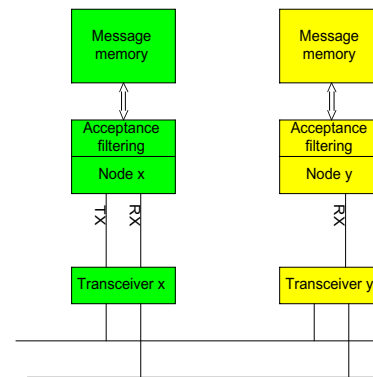 Message
memory
Message
memory
Acceptance
filtering
Acceptance
filtering
Node x
Node y
TX
RX
RX
Transceiver x
Transceiver y